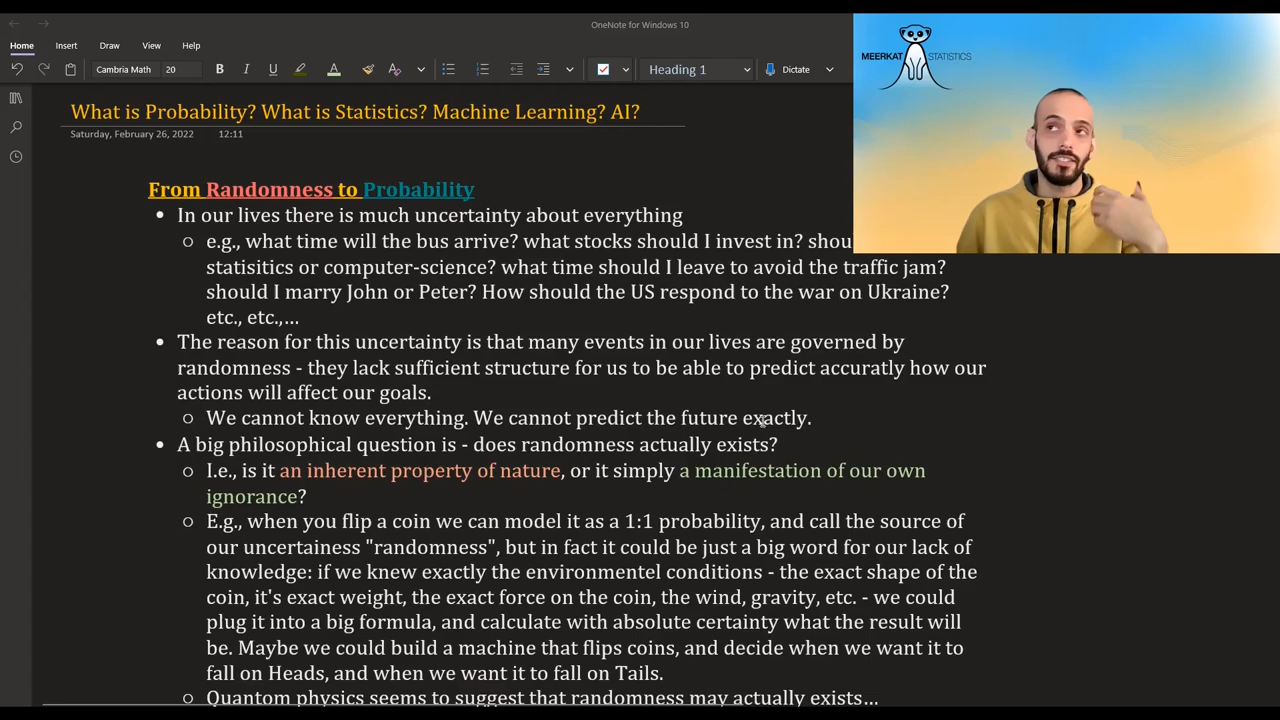 OneNote for Windows 10
Home Insert Draw View Help
Cambria Math 20 B I U A Heading 1 Dictate
MEERKAT STATISTICS
What is Probability? What is Statistics? Machine Learning? AI?
Saturday, February 26, 2022 12:11
From Randomness to Probability
• In our lives there is much uncertainty about everything
○ e.g., what time will the bus arrive? what stocks should I invest in?
statisitics or computer-science? what time should I leave to avoid the traffic jam?
should I marry John or Peter? How should the US respond to the war on Ukraine?
etc., etc.,...
• The reason for this uncertainty is that many events in our lives are governed by
randomness - they lack sufficient structure for us to be able to predict accuratly how our
actions will affect our goals.
○ We cannot know everything. We cannot predict the future exactly.
• A big philosophical question is - does randomness actually exists?
○ I.e., is it an inherent property of nature, or it simply a manifestation of our own
ignorance?
○ E.g., when you flip a coin we can model it as a 1:1 probability, and call the source of
our uncertainess "randomness", but in fact it could be just a big word for our lack of
knowledge: if we knew exactly the environmentel conditions - the exact shape of the
coin, it's exact weight, the exact force on the coin, the wind, gravity, etc. - we could
plug it into a big formula, and calculate with absolute certainty what the result will
be. Maybe we could build a machine that flips coins, and decide when we want it to
fall on Heads, and when we want it to fall on Tails.
○ Quantom physics seems to suggest that randomness may actually exists...